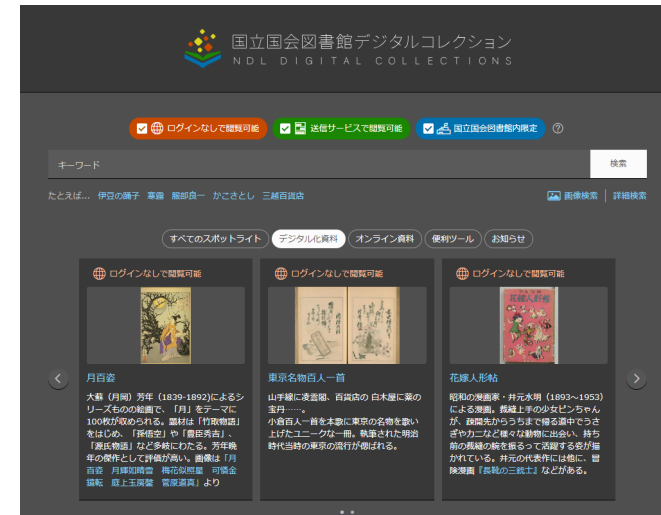 国立国会図書館デジタルコレクション
NDL DIGITAL COLLECTIONS
ログインなしで閲覧可能 送信サービスで閲覧可能 国立国会図書館内限定
キーワード 検索
たとえば... 伊豆の踊子 寒露 服部良一 かこさとし 三越百貨店 画像検索 詳細検索
すべてのスポットライト デジタル化資料 オンライン資料 便利ツール お知らせ
ログインなしで閲覧可能
月百姿
大蘇（月岡）芳年（1839-1892）によるシ
リーズものの絵画で、「月」をテーマに
100枚が収められる。題材は「竹取物語」
をはじめ、「孫悟空」や「豊臣秀吉」、
「源氏物語」など多岐にわたる。芳年晩
年の傑作として評価が高い。画像は「月
百姿 月輝如晴雪 梅花似照星 可憐金
鏡転 庭上玉房馨 菅原道真」より
ログインなしで閲覧可能
東京名物百人一首
山手線に凌雲閣、百貨店の白木屋に薬の
宝丹……。
小倉百人一首を本歌に東京の名物を歌い
上げたユニークな一冊。執筆された明治
時代当時の東京の流行が偲ばれる。
ログインなしで閲覧可能
花嫁人形帖
昭和の漫画家・井元水明（1893～1953）
による漫画。裁縫上手の少女ピンちゃん
が、疎開先からうちまで帰る道中でうさ
ぎやカニなど様々な動物に出会い、持ち
前の裁縫の腕を振るって活躍する姿が描
かれている。井元の代表作には他に、冒
険漫画『長靴の三銃士』などがある。